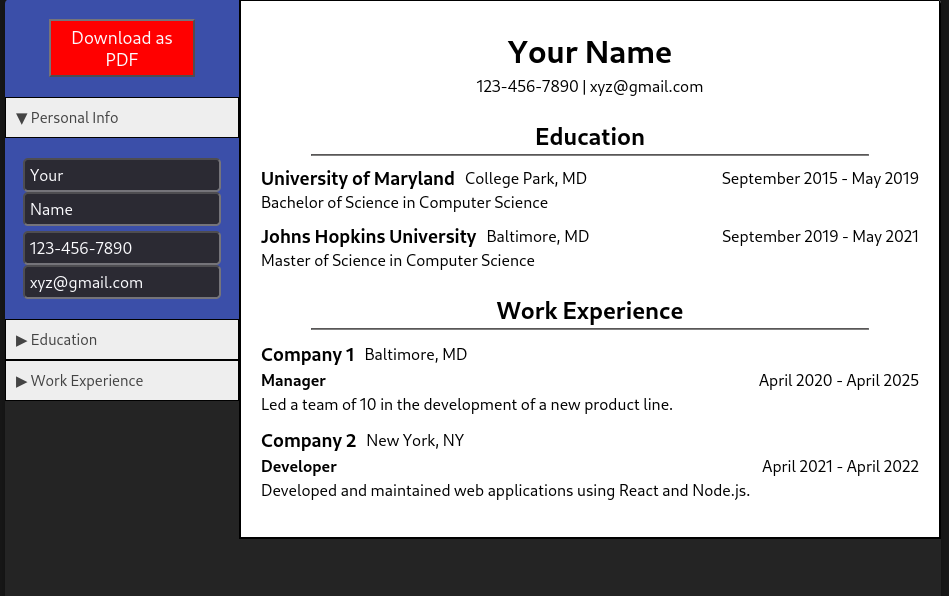 Download as
PDF
▼ Personal Info
Your
Name
123-456-7890
xyz@gmail.com
▶ Education
▶ Work Experience
Your Name
123-456-7890 | xyz@gmail.com
Education
University of Maryland College Park, MD September 2015 - May 2019
Bachelor of Science in Computer Science
Johns Hopkins University Baltimore, MD September 2019 - May 2021
Master of Science in Computer Science
Work Experience
Company 1 Baltimore, MD
Manager April 2020 - April 2025
Led a team of 10 in the development of a new product line.
Company 2 New York, NY
Developer April 2021 - April 2022
Developed and maintained web applications using React and Node.js.